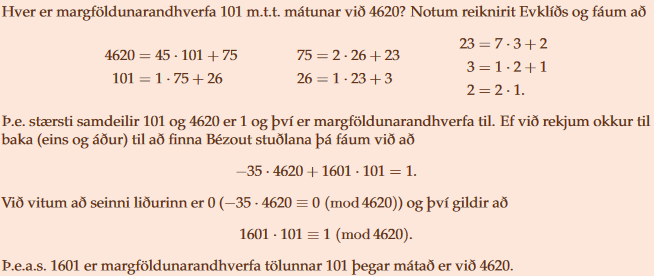 Hver er margföldunarandhverfa 101 m.t.t. mátunar við 4620? Notum reiknirit Evklíðs og fáum að
4620 = 45 · 101 + 75
101 = 1 · 75 + 26
75 = 2 · 26 + 23
26 = 1 · 23 + 3
23 = 7 · 3 + 2
3 = 1 · 2 + 1
2 = 2 · 1.
Þ.e. stærsti samdeilir 101 og 4620 er 1 og því er margföldunarandhverfa til. Ef við rekjum okkur til
baka (eins og áður) til að finna Bézout stuðlana þá fáum við að
−35 · 4620 + 1601 · 101 = 1.
Við vitum að seinni liðurinn er 0 (−35 · 4620 ≡ 0 (mod 4620)) og því gildir að
1601 · 101 ≡ 1 (mod 4620).
Þ.e.a.s. 1601 er margföldunarandhverfa tölunnar 101 þegar mátað er við 4620.